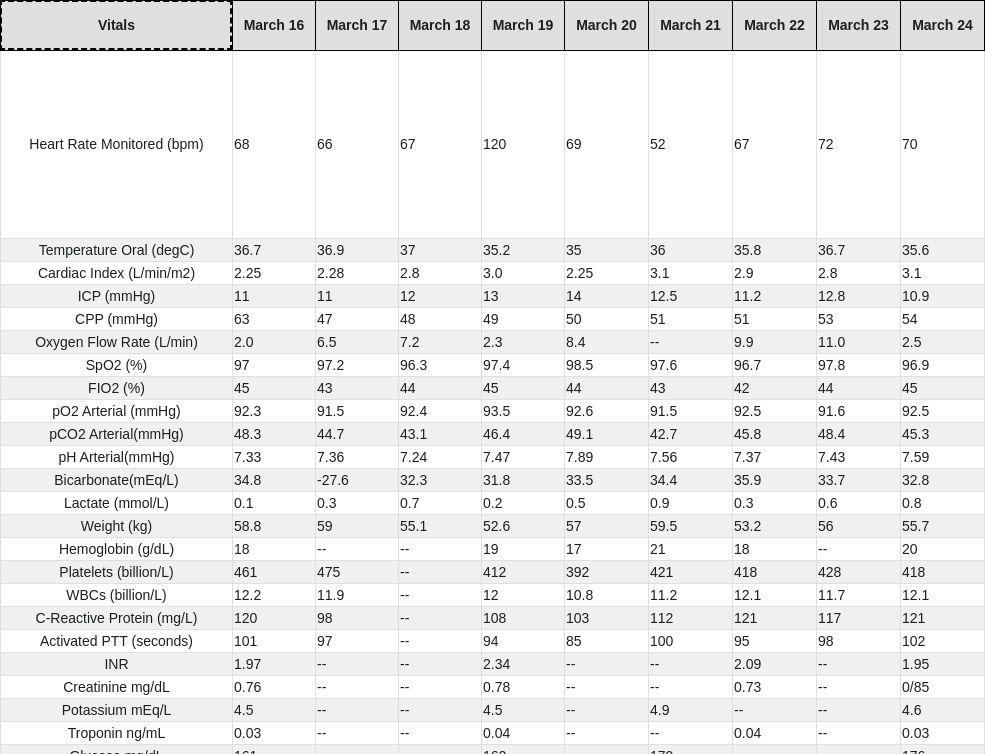 Vitals March 16 March 17 March 18 March 19 March 20 March 21 March 22 March 23 March 24
Heart Rate Monitored (bpm) 68 66 67 120 69 52 67 72 70
Temperature Oral (degC) 36.7 36.9 37 35.2 35 36 35.8 36.7 35.6
Cardiac Index (L/min/m2) 2.25 2.28 2.8 3.0 2.25 3.1 2.9 2.8 3.1
ICP (mmHg) 11 11 12 13 14 12.5 11.2 12.8 10.9
CPP (mmHg) 63 47 48 49 50 51 51 53 54
Oxygen Flow Rate (L/min) 2.0 6.5 7.2 2.3 8.4 -- 9.9 11.0 2.5
SpO2 (%) 97 97.2 96.3 97.4 98.5 97.6 96.7 97.8 96.9
FIO2 (%) 45 43 44 45 44 43 42 44 45
pO2 Arterial (mmHg) 92.3 91.5 92.4 93.5 92.6 91.5 92.5 91.6 92.5
pCO2 Arterial(mmHg) 48.3 44.7 43.1 46.4 49.1 42.7 45.8 48.4 45.3
pH Arterial(mmHg) 7.33 7.36 7.24 7.47 7.89 7.56 7.37 7.43 7.59
Bicarbonate(mEq/L) 34.8 -27.6 32.3 31.8 33.5 34.4 35.9 33.7 32.8
Lactate (mmol/L) 0.1 0.3 0.7 0.2 0.5 0.9 0.3 0.6 0.8
Weight (kg) 58.8 59 55.1 52.6 57 59.5 53.2 56 55.7
Hemoglobin (g/dL) 18 -- -- 19 17 21 18 -- 20
Platelets (billion/L) 461 475 -- 412 392 421 418 428 418
WBCs (billion/L) 12.2 11.9 -- 12 10.8 11.2 12.1 11.7 12.1
C-Reactive Protein (mg/L) 120 98 -- 108 103 112 121 117 121
Activated PTT (seconds) 101 97 -- 94 85 100 95 98 102
INR 1.97 -- -- 2.34 -- -- 2.09 -- 1.95
Creatinine mg/dL 0.76 -- -- 0.78 -- -- 0.73 -- 0/85
Potassium mEq/L 4.5 -- -- 4.5 -- 4.9 -- -- 4.6
Troponin ng/mL 0.03 -- -- 0.04 -- -- 0.04 -- 0.03
Glucose mg/dL 161